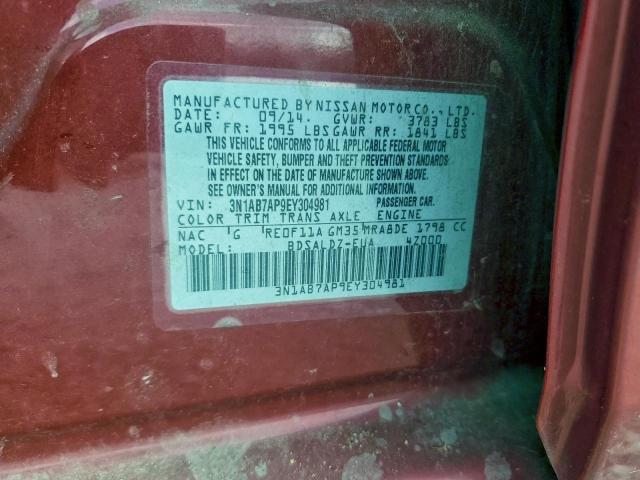 MANUFACTURED BY NISSAN MOTOR CO., LTD.
DATE: 09/14. GVWR: 3783 LBS
GAWR FR: 1995 LBS GAWR RR: 1841 LBS
THIS VEHICLE CONFORMS TO ALL APPLICABLE FEDERAL MOTOR
VEHICLE SAFETY, BUMPER AND THEFT PREVENTION STANDARDS
IN EFFECT ON THE DATE OF MANUFACTURE SHOWN ABOVE.
SEE OWNER'S MANUAL FOR ADDITIONAL INFORMATION.
VIN: 3N1AB7AP9EY304981 PASSENGER CAR.
COLOR TRIM TRANS AXLE ENGINE
NAC G RE0F11A GM35 MRA8DE 1798 CC
BDSALDZ-EUA 4Z000
3N1AB7AP9EY304981